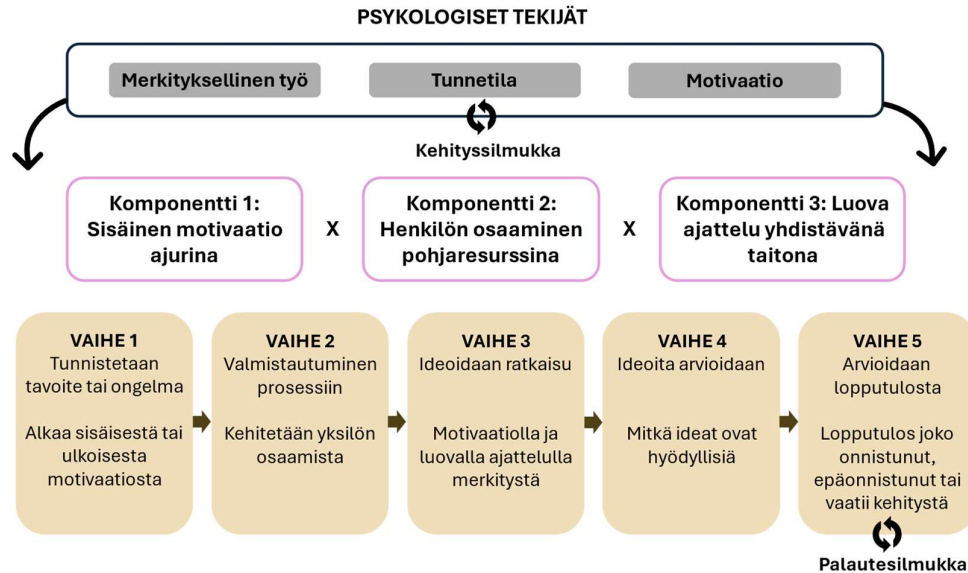 PSYKOLOGISET TEKIJÄT
Merkityksellinen työ
Tunnetila
Motivaatio
Kehityssilmukka
Komponentti 1:
Sisäinen motivaatio
ajurina
X
Komponentti 2:
Henkilön osaaminen
pohjaresurssina
X
Komponentti 3: Luova
ajattelu yhdistävänä
taitona
VAIHE 1
Tunnistetaan
tavoite tai ongelma
Alkaa sisäisestä tai
ulkoisesta
motivaatiosta
VAIHE 2
Valmistautuminen
prosessiin
Kehitetään yksilön
osaamista
VAIHE 3
Ideoidaan ratkaisu
Motivaatiolla ja
luovalla ajattelulla
merkitystä
VAIHE 4
Ideoita arvioidaan
Mitkä ideat ovat
hyödyllisiä
VAIHE 5
Arvioidaan
lopputulosta
Lopputulos joko
onnistunut,
epäonnistunut tai
vaatii kehitystä
Palautesilmukka